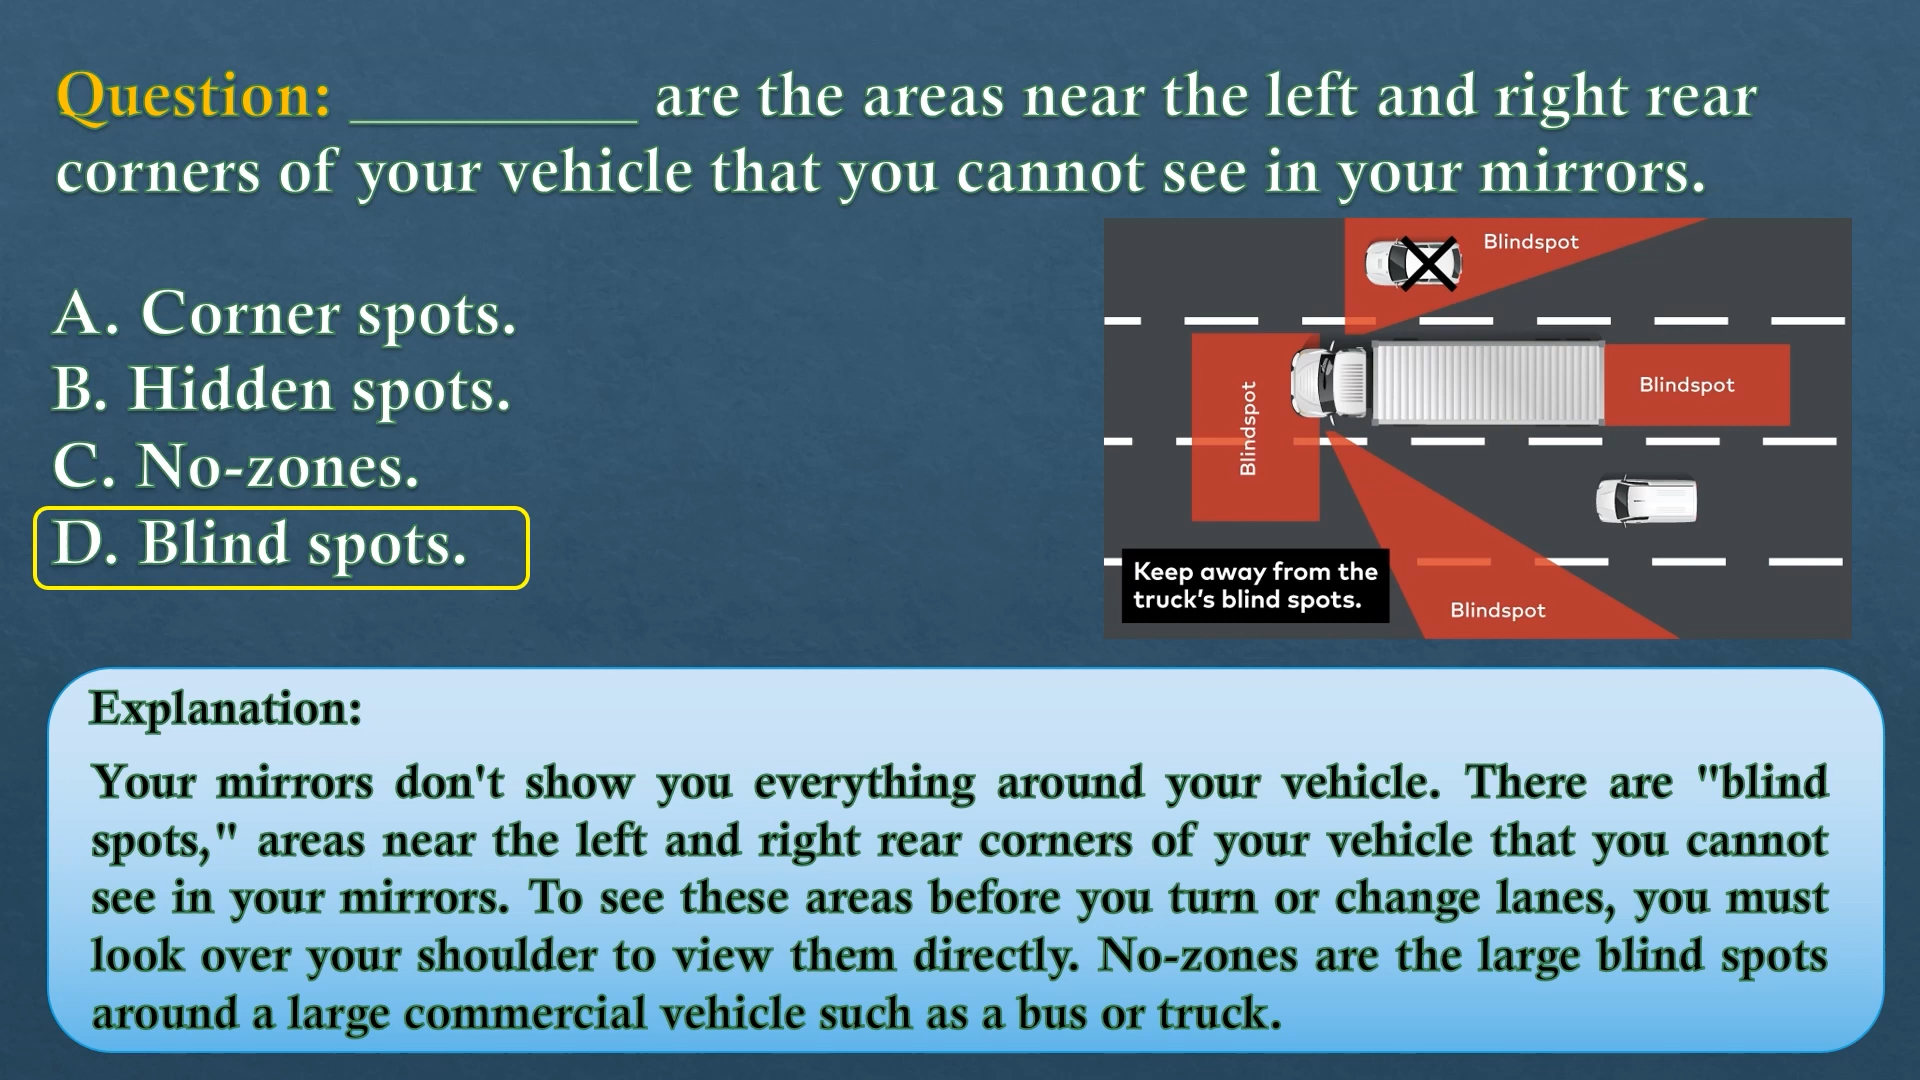 Question: _________ are the areas near the left and right rear
corners of your vehicle that you cannot see in your mirrors.
A. Corner spots.
B. Hidden spots.
C. No-zones.
D. Blind spots.
Blindspot
Blindspot
Blindspot
Keep away from the
truck's blind spots.
Blindspot
Explanation:
Your mirrors don't show you everything around your vehicle. There are "blind
spots," areas near the left and right rear corners of your vehicle that you cannot
see in your mirrors. To see these areas before you turn or change lanes, you must
look over your shoulder to view them directly. No-zones are the large blind spots
around a large commercial vehicle such as a bus or truck.